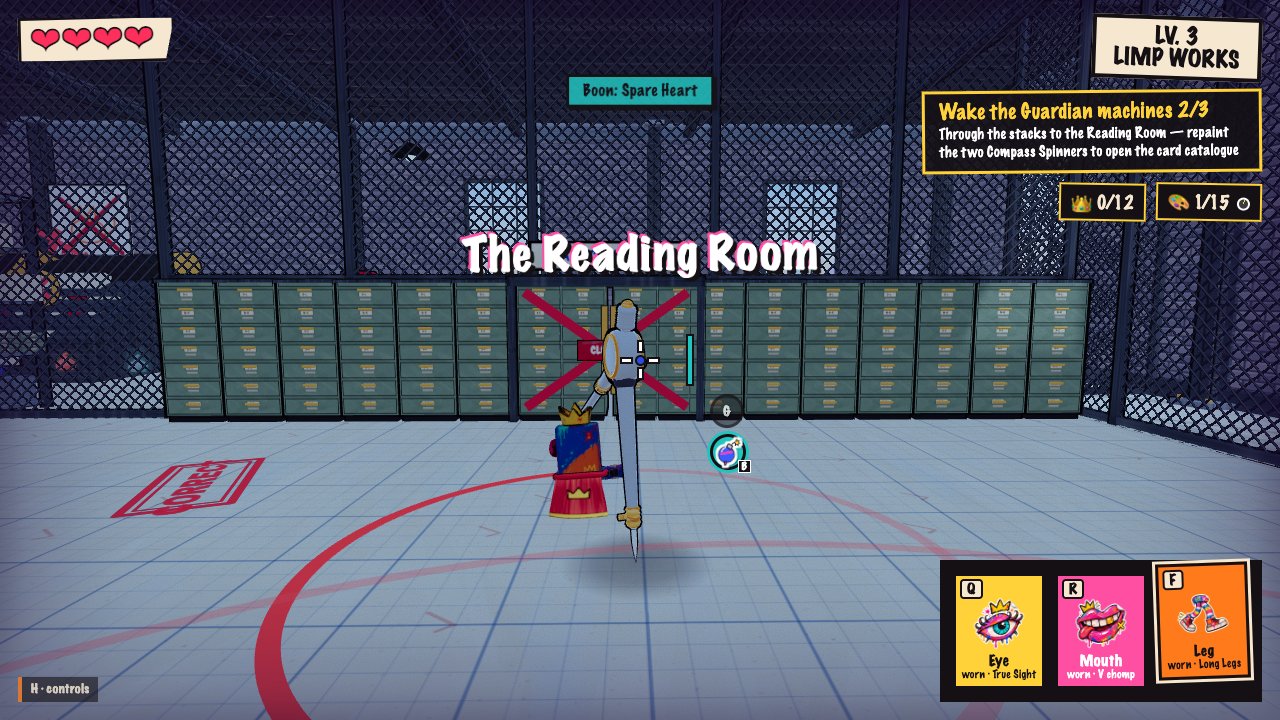 LV. 3
LIMP WORKS
Boon: Spare Heart
Wake the Guardian machines 2/3
Through the stacks to the Reading Room — repaint
the two Compass Spinners to open the card catalogue
0/12
1/15
The Reading Room
G
B
Q
Eye
worn · True Sight
R
Mouth
worn · V chomp
F
Leg
worn · Long Legs
H · controls